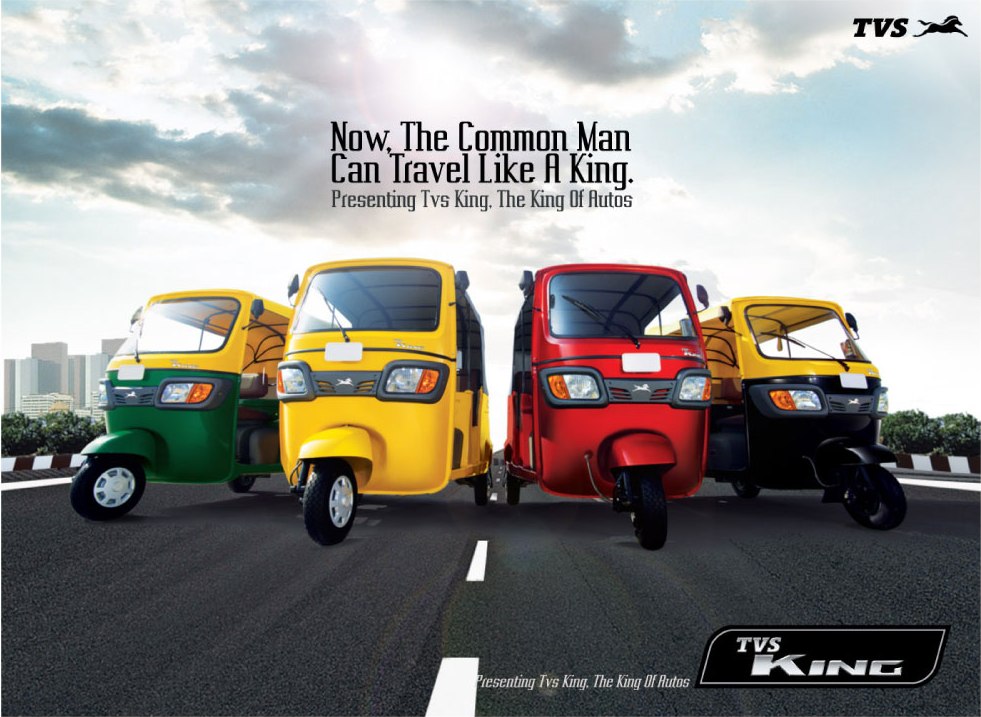 TVS
Now, The Common Man
Can Travel Like A King.
Presenting Tvs King, The King Of Autos
TVS
KING
Presenting Tvs King, The King Of Autos